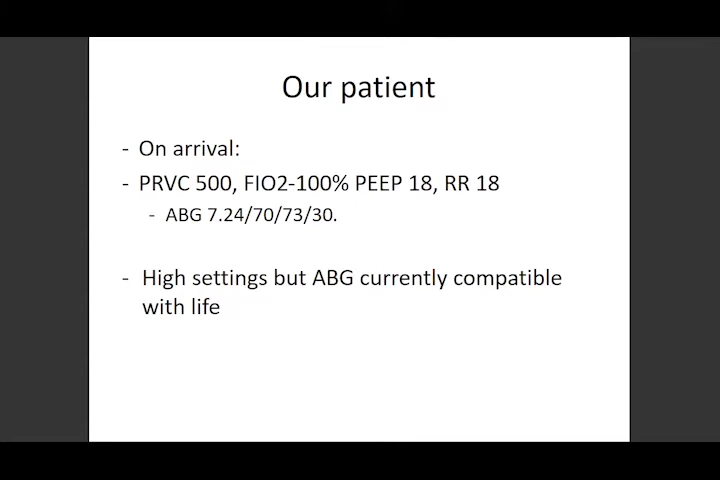 Our patient
- On arrival:
- PRVC 500, FIO2-100% PEEP 18, RR 18
- ABG 7.24/70/73/30.
- High settings but ABG currently compatible
with life